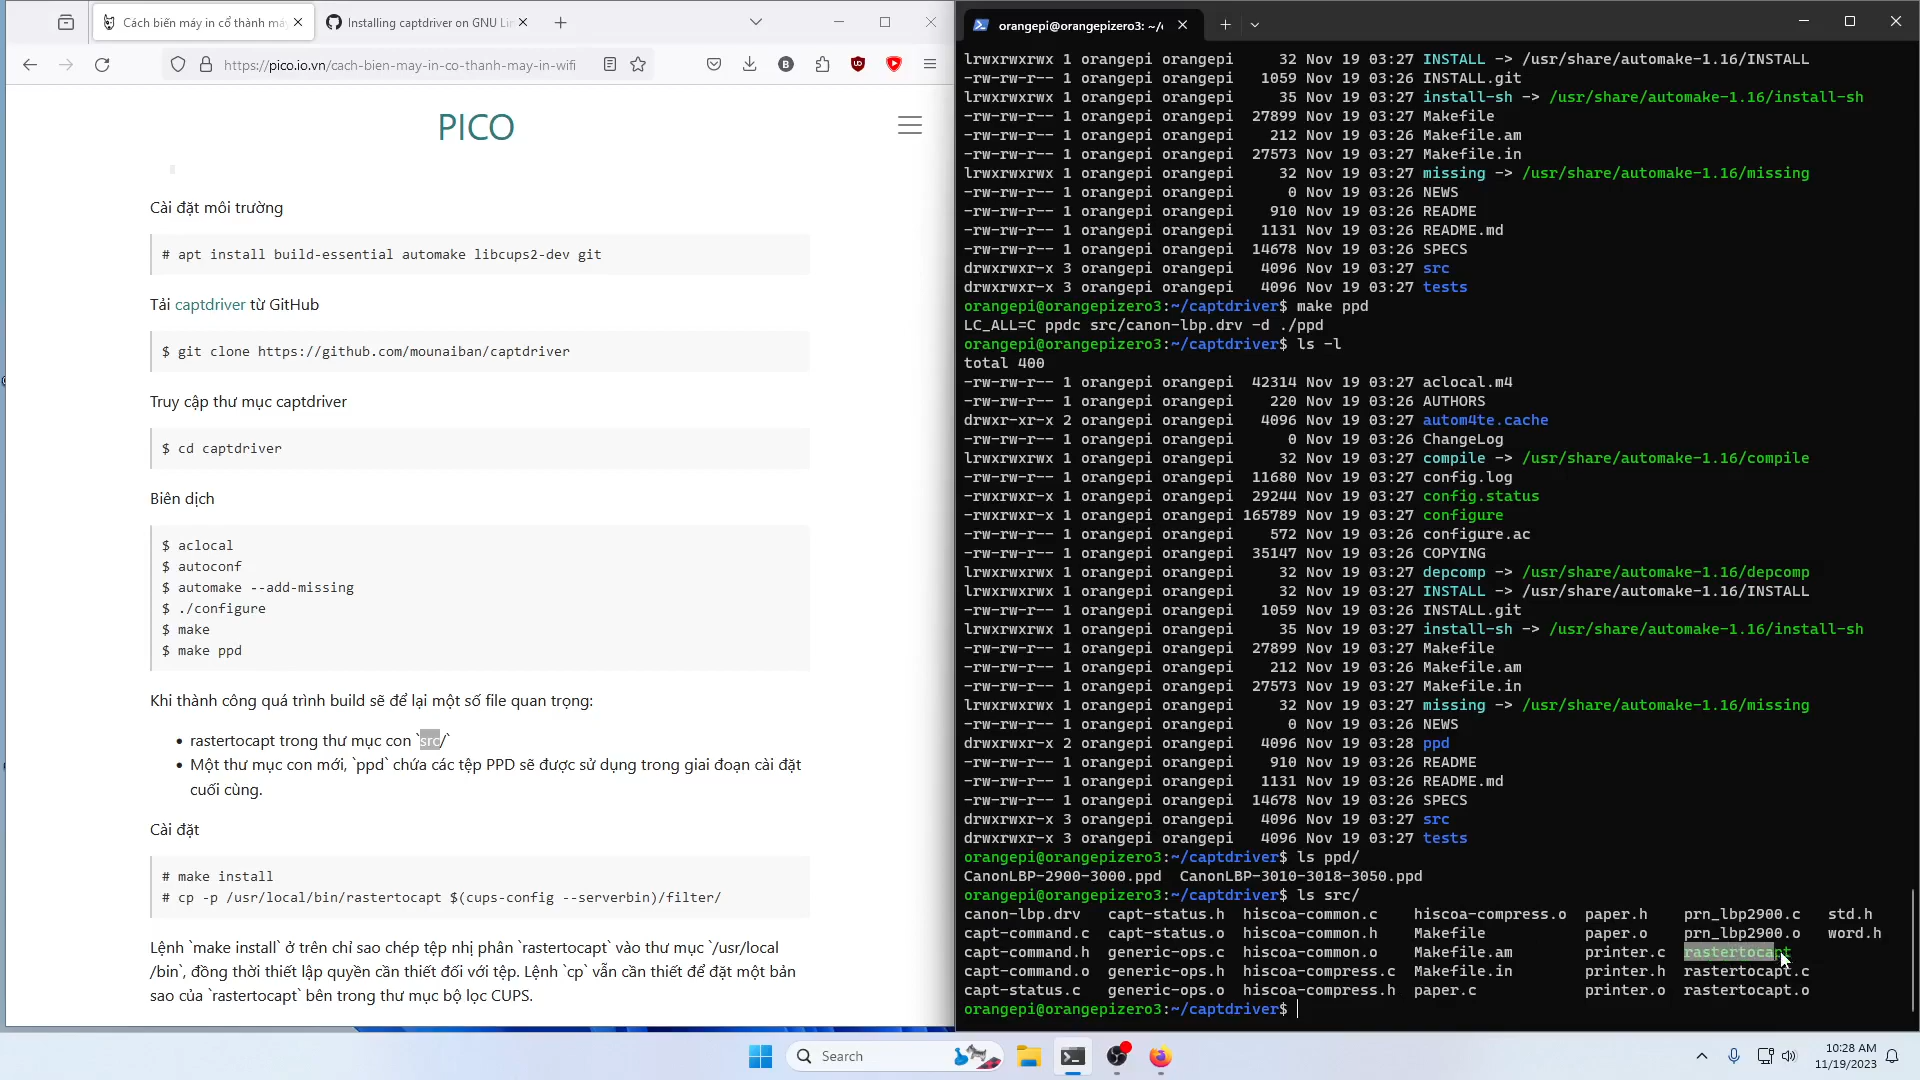 Cách biến máy in cổ thành má
Installing captdriver on GNU Li
https://pico.io.vn/cach-bien-may-in-co-thanh-may-in-wifi
PICO
Cài đặt môi trường
# apt install build-essential automake libcups2-dev git
Tải captdriver từ GitHub
$ git clone https://github.com/mounaiban/captdriver
Truy cập thư mục captdriver
$ cd captdriver
Biên dịch
$ aclocal
$ autoconf
$ automake --add-missing
$ ./configure
$ make
$ make ppd
Khi thành công quá trình build sẽ để lại một số file quan trọng:
• rastertocapt trong thư mục con `src/`
• Một thư mục con mới, `ppd` chứa các tệp PPD sẽ được sử dụng trong giai đoạn cài đặt
cuối cùng.
Cài đặt
# make install
# cp -p /usr/local/bin/rastertocapt $(cups-config --serverbin)/filter/
Lệnh `make install` ở trên chỉ sao chép tệp nhị phân `rastertocapt` vào thư mục `/usr/local
/bin`, đồng thời thiết lập quyền cần thiết đối với tệp. Lệnh `cp` vẫn cần thiết để đặt một bản
sao của `rastertocapt` bên trong thư mục bộ lọc CUPS.
orangepi@orangepizero3: ~/
lrwxrwxrwx 1 orangepi orangepi     32 Nov 19 03:27 INSTALL -> /usr/share/automake-1.16/INSTALL
-rw-rw-r-- 1 orangepi orangepi   1059 Nov 19 03:26 INSTALL.git
lrwxrwxrwx 1 orangepi orangepi     35 Nov 19 03:27 install-sh -> /usr/share/automake-1.16/install-sh
-rw-rw-r-- 1 orangepi orangepi  27899 Nov 19 03:27 Makefile
-rw-rw-r-- 1 orangepi orangepi    212 Nov 19 03:26 Makefile.am
-rw-rw-r-- 1 orangepi orangepi  27573 Nov 19 03:27 Makefile.in
lrwxrwxrwx 1 orangepi orangepi     32 Nov 19 03:27 missing -> /usr/share/automake-1.16/missing
-rw-rw-r-- 1 orangepi orangepi      0 Nov 19 03:26 NEWS
-rw-rw-r-- 1 orangepi orangepi    910 Nov 19 03:26 README
-rw-rw-r-- 1 orangepi orangepi   1131 Nov 19 03:26 README.md
-rw-rw-r-- 1 orangepi orangepi  14678 Nov 19 03:26 SPECS
drwxrwxr-x 3 orangepi orangepi   4096 Nov 19 03:27 src
drwxrwxr-x 3 orangepi orangepi   4096 Nov 19 03:27 tests
orangepi@orangepizero3:~/captdriver$ make ppd
LC_ALL=C ppdc src/canon-lbp.drv -d ./ppd
orangepi@orangepizero3:~/captdriver$ ls -l
total 400
-rw-rw-r-- 1 orangepi orangepi  42314 Nov 19 03:27 aclocal.m4
-rw-rw-r-- 1 orangepi orangepi    220 Nov 19 03:26 AUTHORS
drwxr-xr-x 2 orangepi orangepi   4096 Nov 19 03:27 autom4te.cache
-rw-rw-r-- 1 orangepi orangepi      0 Nov 19 03:26 ChangeLog
lrwxrwxrwx 1 orangepi orangepi     32 Nov 19 03:27 compile -> /usr/share/automake-1.16/compile
-rw-rw-r-- 1 orangepi orangepi  11680 Nov 19 03:27 config.log
-rwxrwxr-x 1 orangepi orangepi  29244 Nov 19 03:27 config.status
-rwxrwxr-x 1 orangepi orangepi 165789 Nov 19 03:27 configure
-rw-rw-r-- 1 orangepi orangepi    572 Nov 19 03:26 configure.ac
-rw-rw-r-- 1 orangepi orangepi  35147 Nov 19 03:26 COPYING
lrwxrwxrwx 1 orangepi orangepi     32 Nov 19 03:27 depcomp -> /usr/share/automake-1.16/depcomp
lrwxrwxrwx 1 orangepi orangepi     32 Nov 19 03:27 INSTALL -> /usr/share/automake-1.16/INSTALL
-rw-rw-r-- 1 orangepi orangepi   1059 Nov 19 03:26 INSTALL.git
lrwxrwxrwx 1 orangepi orangepi     35 Nov 19 03:27 install-sh -> /usr/share/automake-1.16/install-sh
-rw-rw-r-- 1 orangepi orangepi  27899 Nov 19 03:27 Makefile
-rw-rw-r-- 1 orangepi orangepi    212 Nov 19 03:26 Makefile.am
-rw-rw-r-- 1 orangepi orangepi  27573 Nov 19 03:27 Makefile.in
lrwxrwxrwx 1 orangepi orangepi     32 Nov 19 03:27 missing -> /usr/share/automake-1.16/missing
-rw-rw-r-- 1 orangepi orangepi      0 Nov 19 03:26 NEWS
drwxrwxr-x 2 orangepi orangepi   4096 Nov 19 03:28 ppd
-rw-rw-r-- 1 orangepi orangepi    910 Nov 19 03:26 README
-rw-rw-r-- 1 orangepi orangepi   1131 Nov 19 03:26 README.md
-rw-rw-r-- 1 orangepi orangepi  14678 Nov 19 03:26 SPECS
drwxrwxr-x 3 orangepi orangepi   4096 Nov 19 03:27 src
drwxrwxr-x 3 orangepi orangepi   4096 Nov 19 03:27 tests
orangepi@orangepizero3:~/captdriver$ ls ppd/
CanonLBP-2900-3000.ppd  CanonLBP-3010-3018-3050.ppd
orangepi@orangepizero3:~/captdriver$ ls src/
canon-lbp.drv   capt-status.h  hiscoa-common.c    hiscoa-compress.o  paper.h    prn_lbp2900.c  std.h
capt-command.c  capt-status.o  hiscoa-common.h    Makefile           paper.o    prn_lbp2900.o  word.h
capt-command.h  generic-ops.c  hiscoa-common.o    Makefile.am        printer.c  rastertocapt
capt-command.o  generic-ops.h  hiscoa-compress.c  Makefile.in        printer.h  rastertocapt.c
capt-status.c   generic-ops.o  hiscoa-compress.h  paper.c            printer.o  rastertocapt.o
orangepi@orangepizero3:~/captdriver$
Search
10:28 AM
11/19/2023